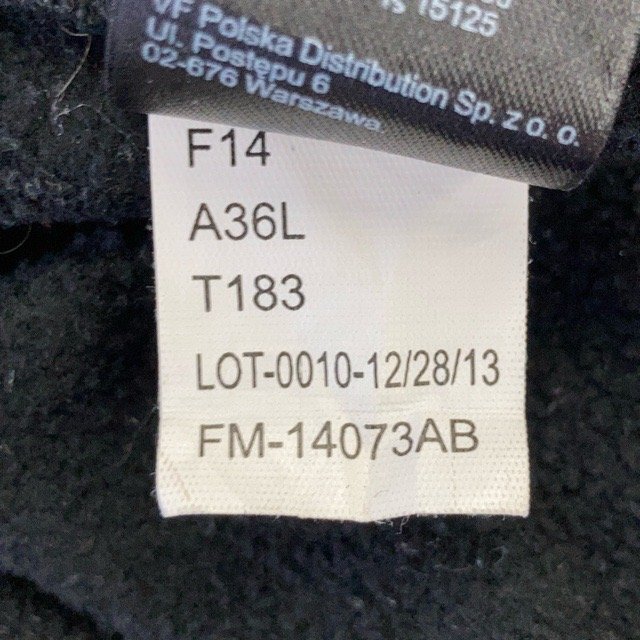 15125
VF Polska Distribution Sp. z o. o.
Ul. Postępu 6
02-676 Warszawa
F14
A36L
T183
LOT-0010-12/28/13
FM-14073AB